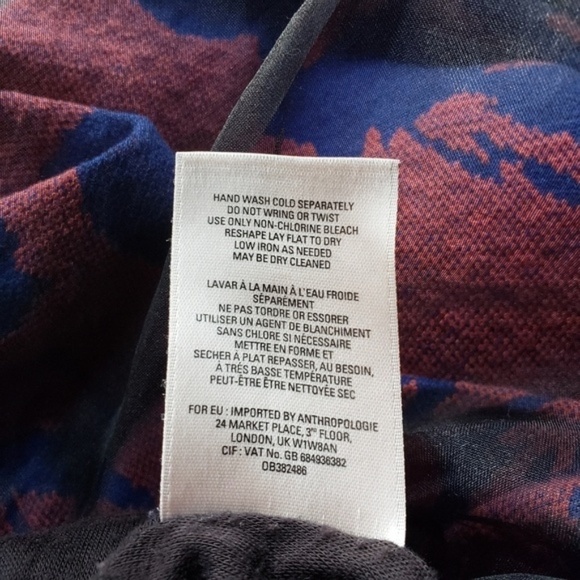 HAND WASH COLD SEPARATELY
DO NOT WRING OR TWIST
USE ONLY NON-CHLORINE BLEACH
RESHAPE LAY FLAT TO DRY
LOW IRON AS NEEDED
MAY BE DRY CLEANED
LAVAR À LA MAIN À L'EAU FROIDE
SÉPARÉMENT
NE PAS TORDRE OR ESSORER
UTILISER UN AGENT DE BLANCHIMENT
SANS CHLORE SI NÉCESSAIRE
METTRE EN FORME ET
SECHER À PLAT REPASSER, AU BESOIN,
À TRÈS BASSE TEMPÉRATURE
PEUT-ÊTRE ÊTRE NETTOYÉE SEC
FOR EU : IMPORTED BY ANTHROPOLOGIE
24 MARKET PLACE, 3RD FLOOR,
LONDON, UK W1W8AN
CIF : VAT No. GB 684936382
OB382486